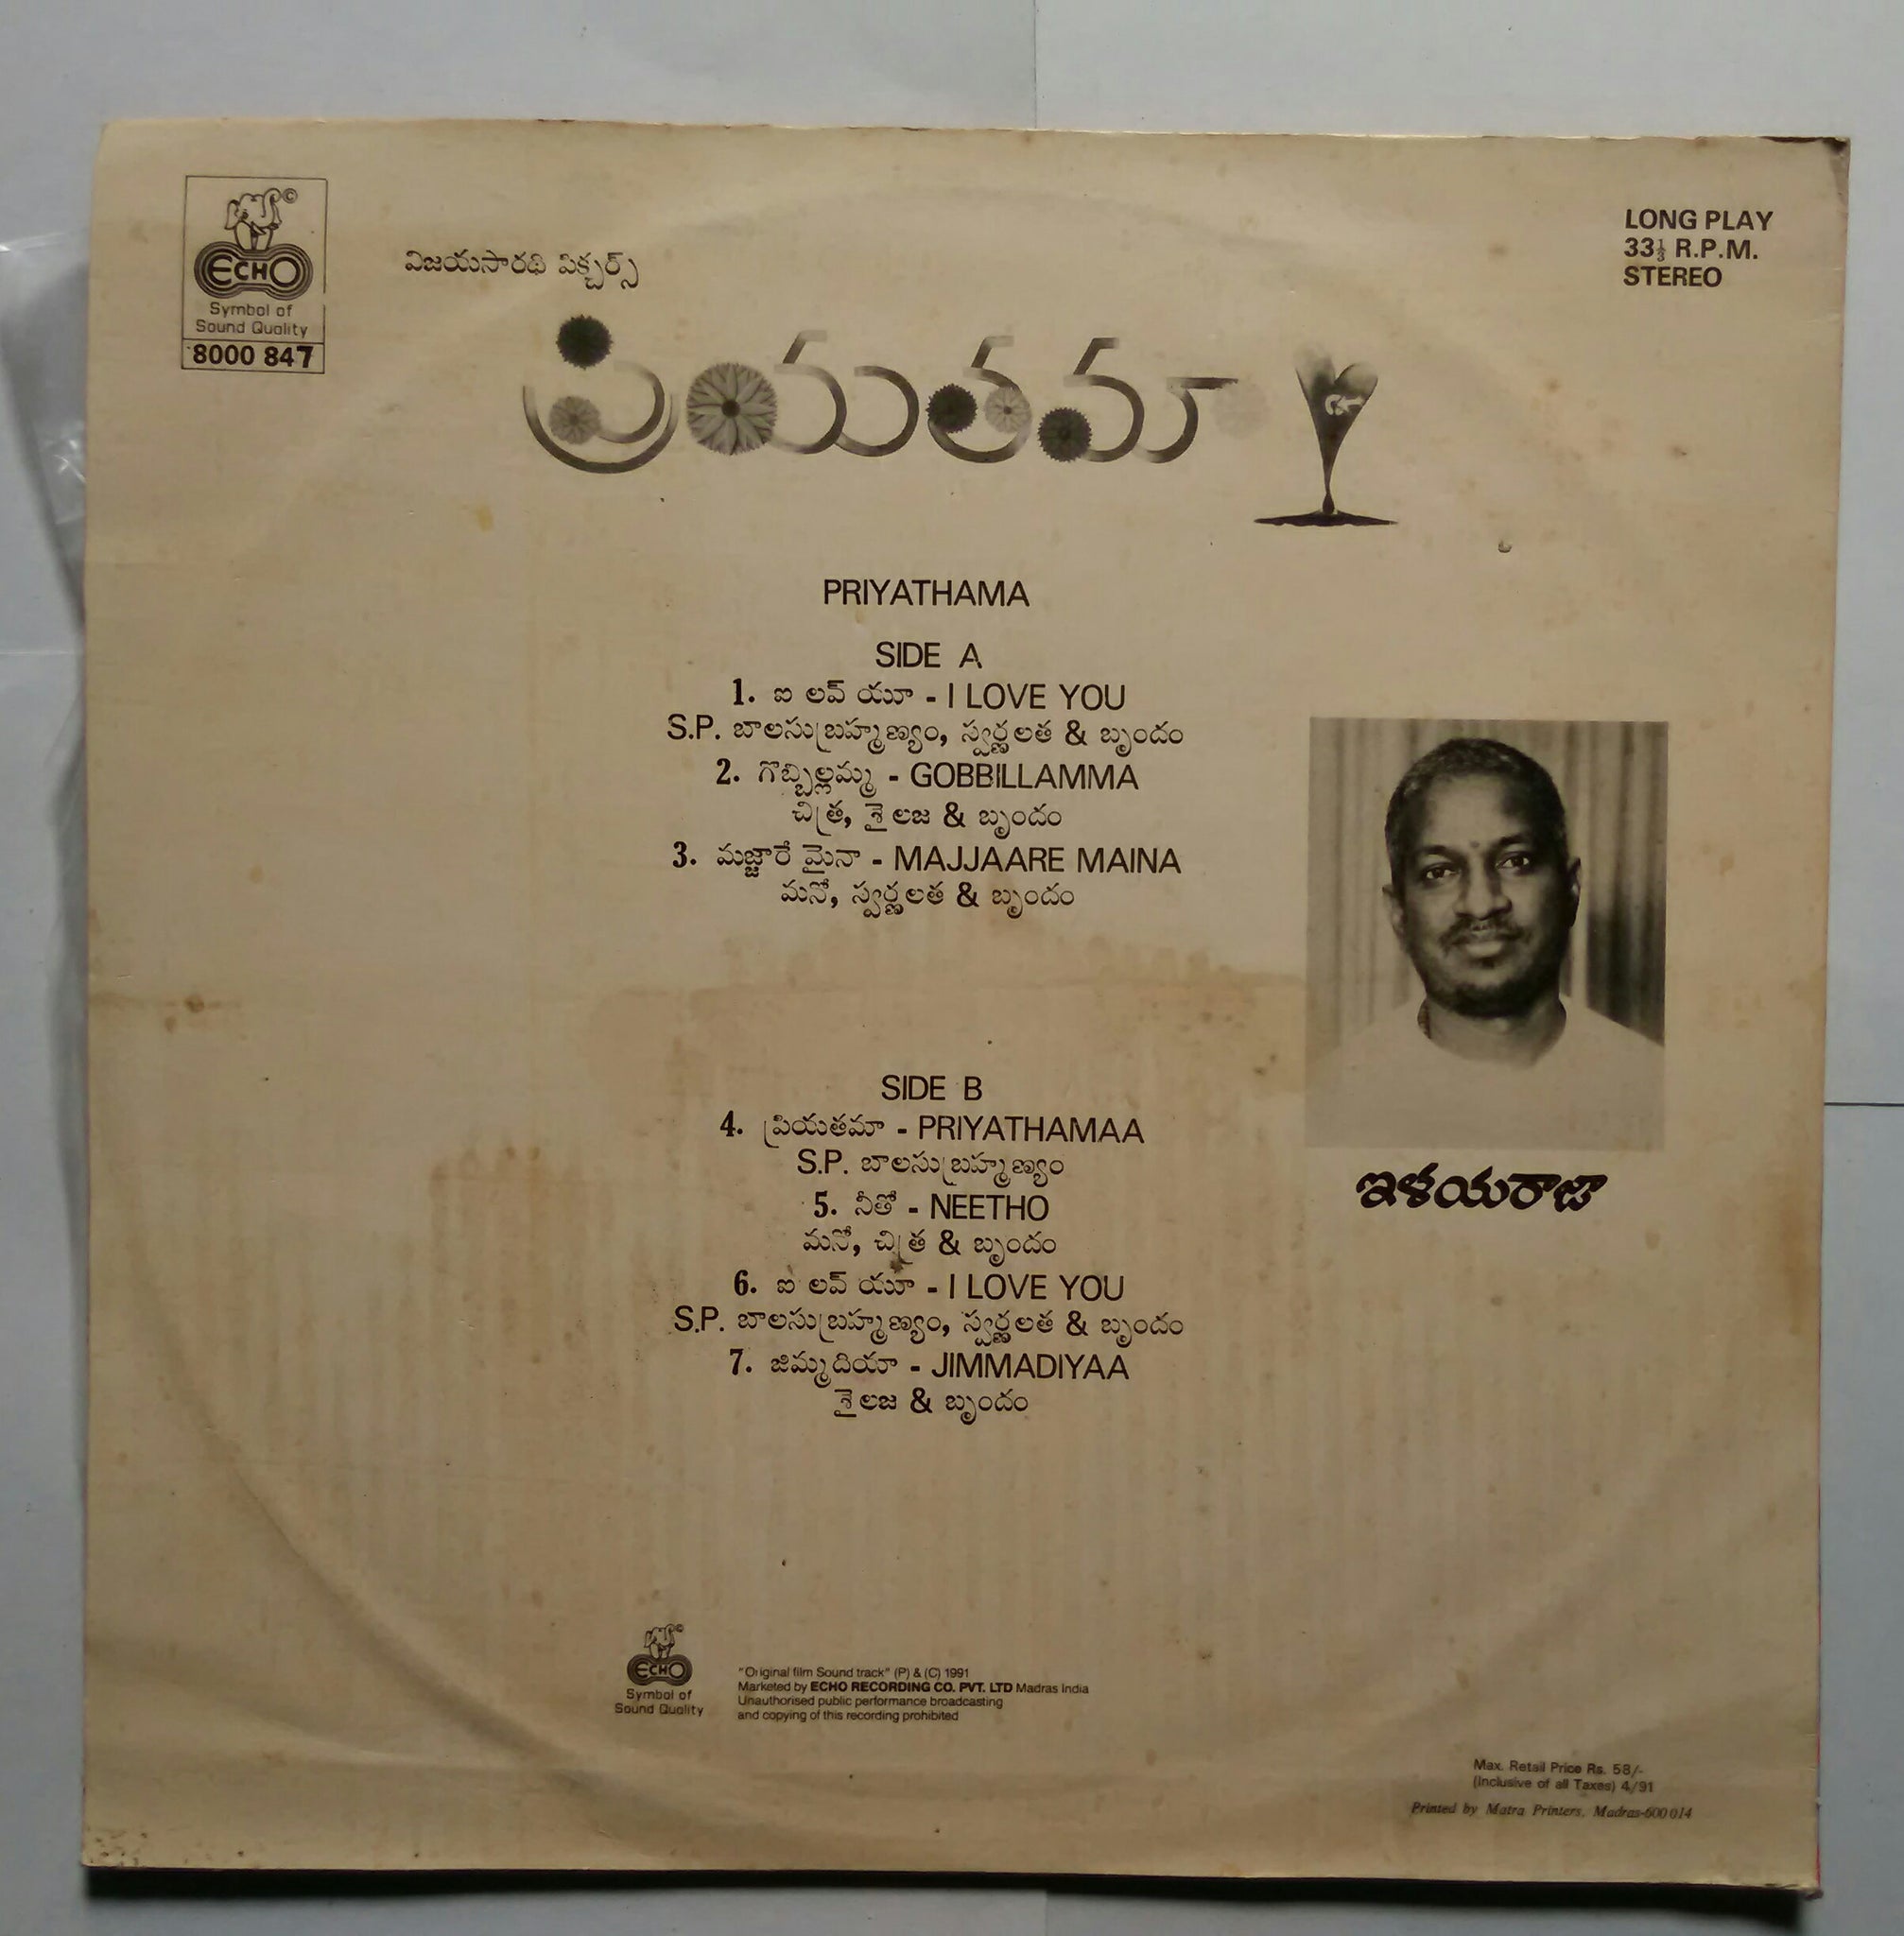 ©
ECHO
Symbol of
Sound Quality
8000 847
విజయసారథి పిక్చర్స్
LONG PLAY
33⅓ R.P.M.
STEREO
ప్రియతమా
PRIYATHAMA
SIDE A
1. ఐ లవ్ యూ - I LOVE YOU
S.P. బాలసుబ్రహ్మణ్యం, స్వర్ణలత & బృందం
2. గొబ్బిల్లమ్మ - GOBBILLAMMA
చిత్ర, శైలజ & బృందం
3. మజ్జారే మైనా - MAJJAARE MAINA
మనో, స్వర్ణలత & బృందం
SIDE B
4. ప్రియతమా - PRIYATHAMAA
S.P. బాలసుబ్రహ్మణ్యం
5. నీతో - NEETHO
మనో, చిత్ర & బృందం
6. ఐ లవ్ యూ - I LOVE YOU
S.P. బాలసుబ్రహ్మణ్యం, స్వర్ణలత & బృందం
7. జిమ్మదియా - JIMMADIYAA
శైలజ & బృందం
ఇళయరాజా
©
ECHO
Symbol of
Sound Quality
"Original film Sound track" (P) & (C) 1991
Marketed by ECHO RECORDING CO. PVT. LTD Madras India
Unauthorised public performance broadcasting
and copying of this recording prohibited
Max. Retail Price Rs. 58/-
(Inclusive of all Taxes) 4/91
Printed by Matra Printers, Madras-600 014